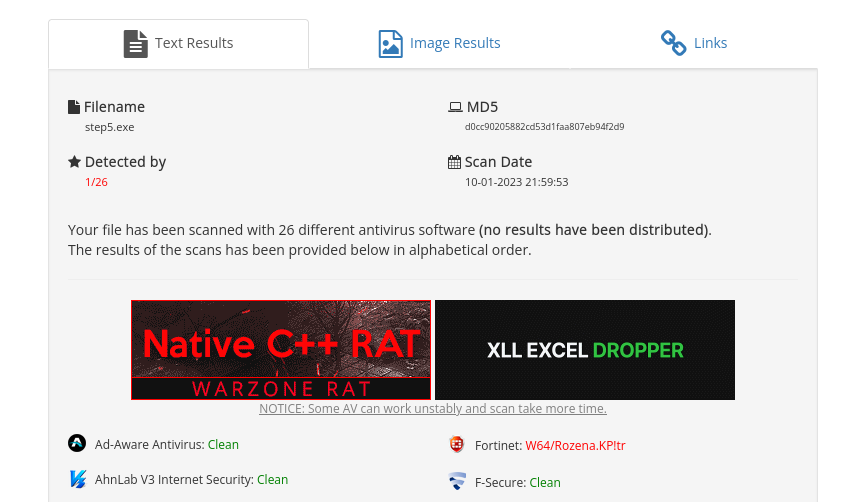 Text Results
Image Results
Links
Filename
step5.exe
MD5
d0cc90205882cd53d1faa807eb94f2d9
Detected by
1/26
Scan Date
10-01-2023 21:59:53
Your file has been scanned with 26 different antivirus software (no results have been distributed).
The results of the scans has been provided below in alphabetical order.
Native C++ RAT
WARZONE RAT
XLL EXCEL DROPPER
NOTICE: Some AV can work unstably and scan take more time.
Ad-Aware Antivirus: Clean
Fortinet: W64/Rozena.KP!tr
AhnLab V3 Internet Security: Clean
F-Secure: Clean